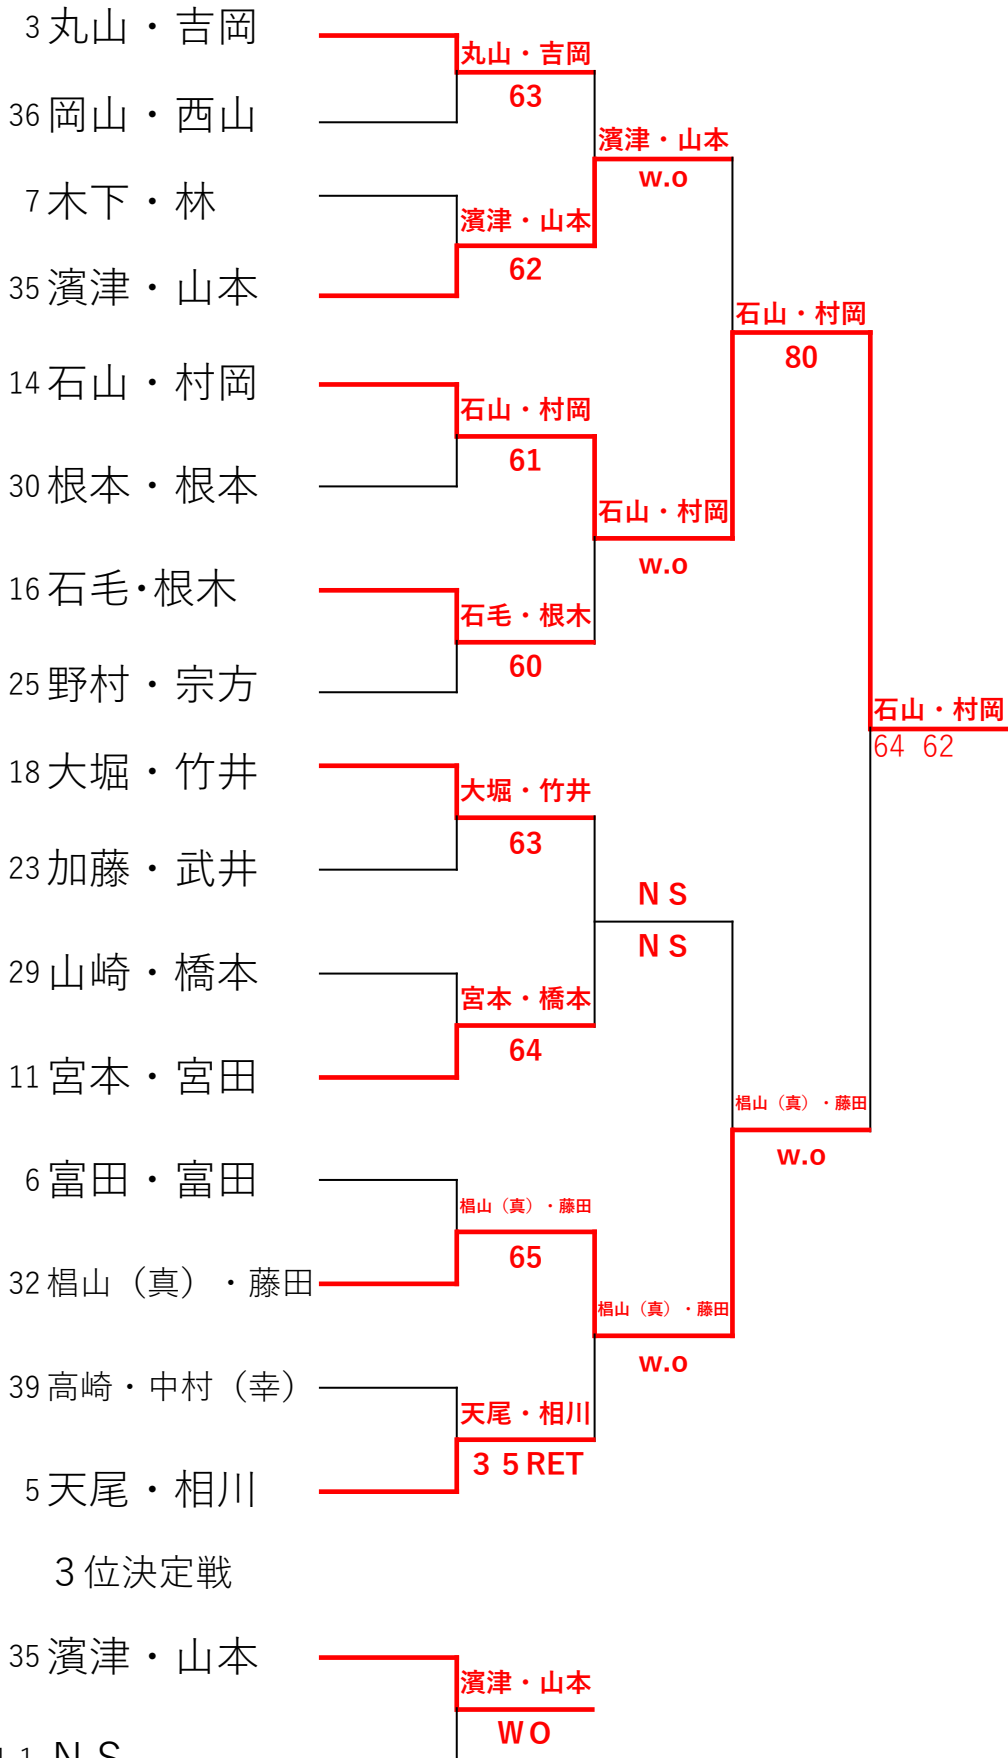 3 丸山・吉岡
丸山・吉岡
63
36 岡山・西山
濱津・山本
w.o
7 木下・林
濱津・山本
62
35 濱津・山本
石山・村岡
80
14 石山・村岡
石山・村岡
61
30 根本・根本
石山・村岡
w.o
16 石毛・根木
石毛・根木
60
25 野村・宗方
石山・村岡
64 62
18 大堀・竹井
大堀・竹井
63
23 加藤・武井
ＮＳ
ＮＳ
29 山崎・橋本
宮本・橋本
64
11 宮本・宮田
椙山（真）・藤田
w.o
6 富田・富田
椙山（真）・藤田
65
32 椙山（真）・藤田
椙山（真）・藤田
w.o
39 高崎・中村（幸）
天尾・相川
３５RET
5 天尾・相川
３位決定戦
35 濱津・山本
濱津・山本
ＷＯ
ＮＳ